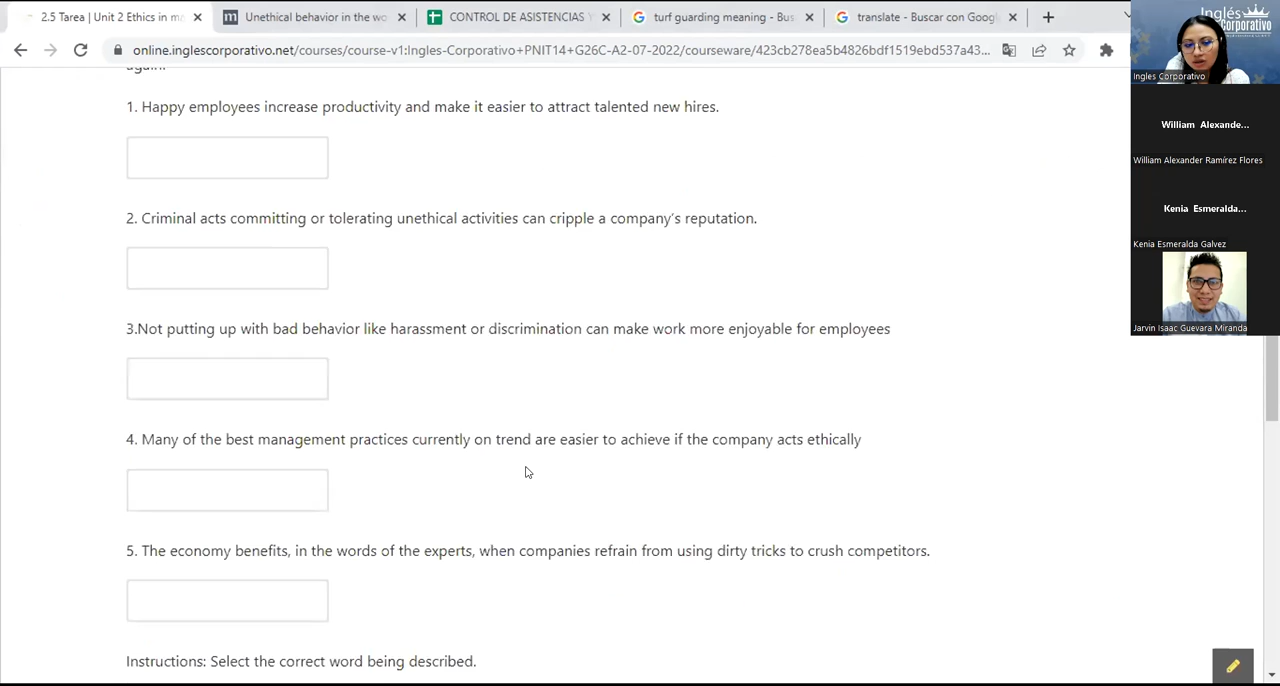 2.5 Tarea | Unit 2 Ethics in m
Unethical behavior in the wo
CONTROL DE ASISTENCIAS Y
turf guarding meaning - Bus
translate - Buscar con Google
online.inglescorporativo.net/courses/course-v1:Ingles-Corporativo+PNIT14+G26C-A2-07-2022/courseware/423cb278ea5b4826bdf1519ebd537a43...
again.
1. Happy employees increase productivity and make it easier to attract talented new hires.
2. Criminal acts committing or tolerating unethical activities can cripple a company's reputation.
3.Not putting up with bad behavior like harassment or discrimination can make work more enjoyable for employees
4. Many of the best management practices currently on trend are easier to achieve if the company acts ethically
5. The economy benefits, in the words of the experts, when companies refrain from using dirty tricks to crush competitors.
Instructions: Select the correct word being described.
Inglés
Corporativo
Ingles Corporativo
William Alexande...
William Alexander Ramírez Flores
Kenia Esmeralda...
Kenia Esmeralda Galvez
Jarvin Isaac Guevara Miranda